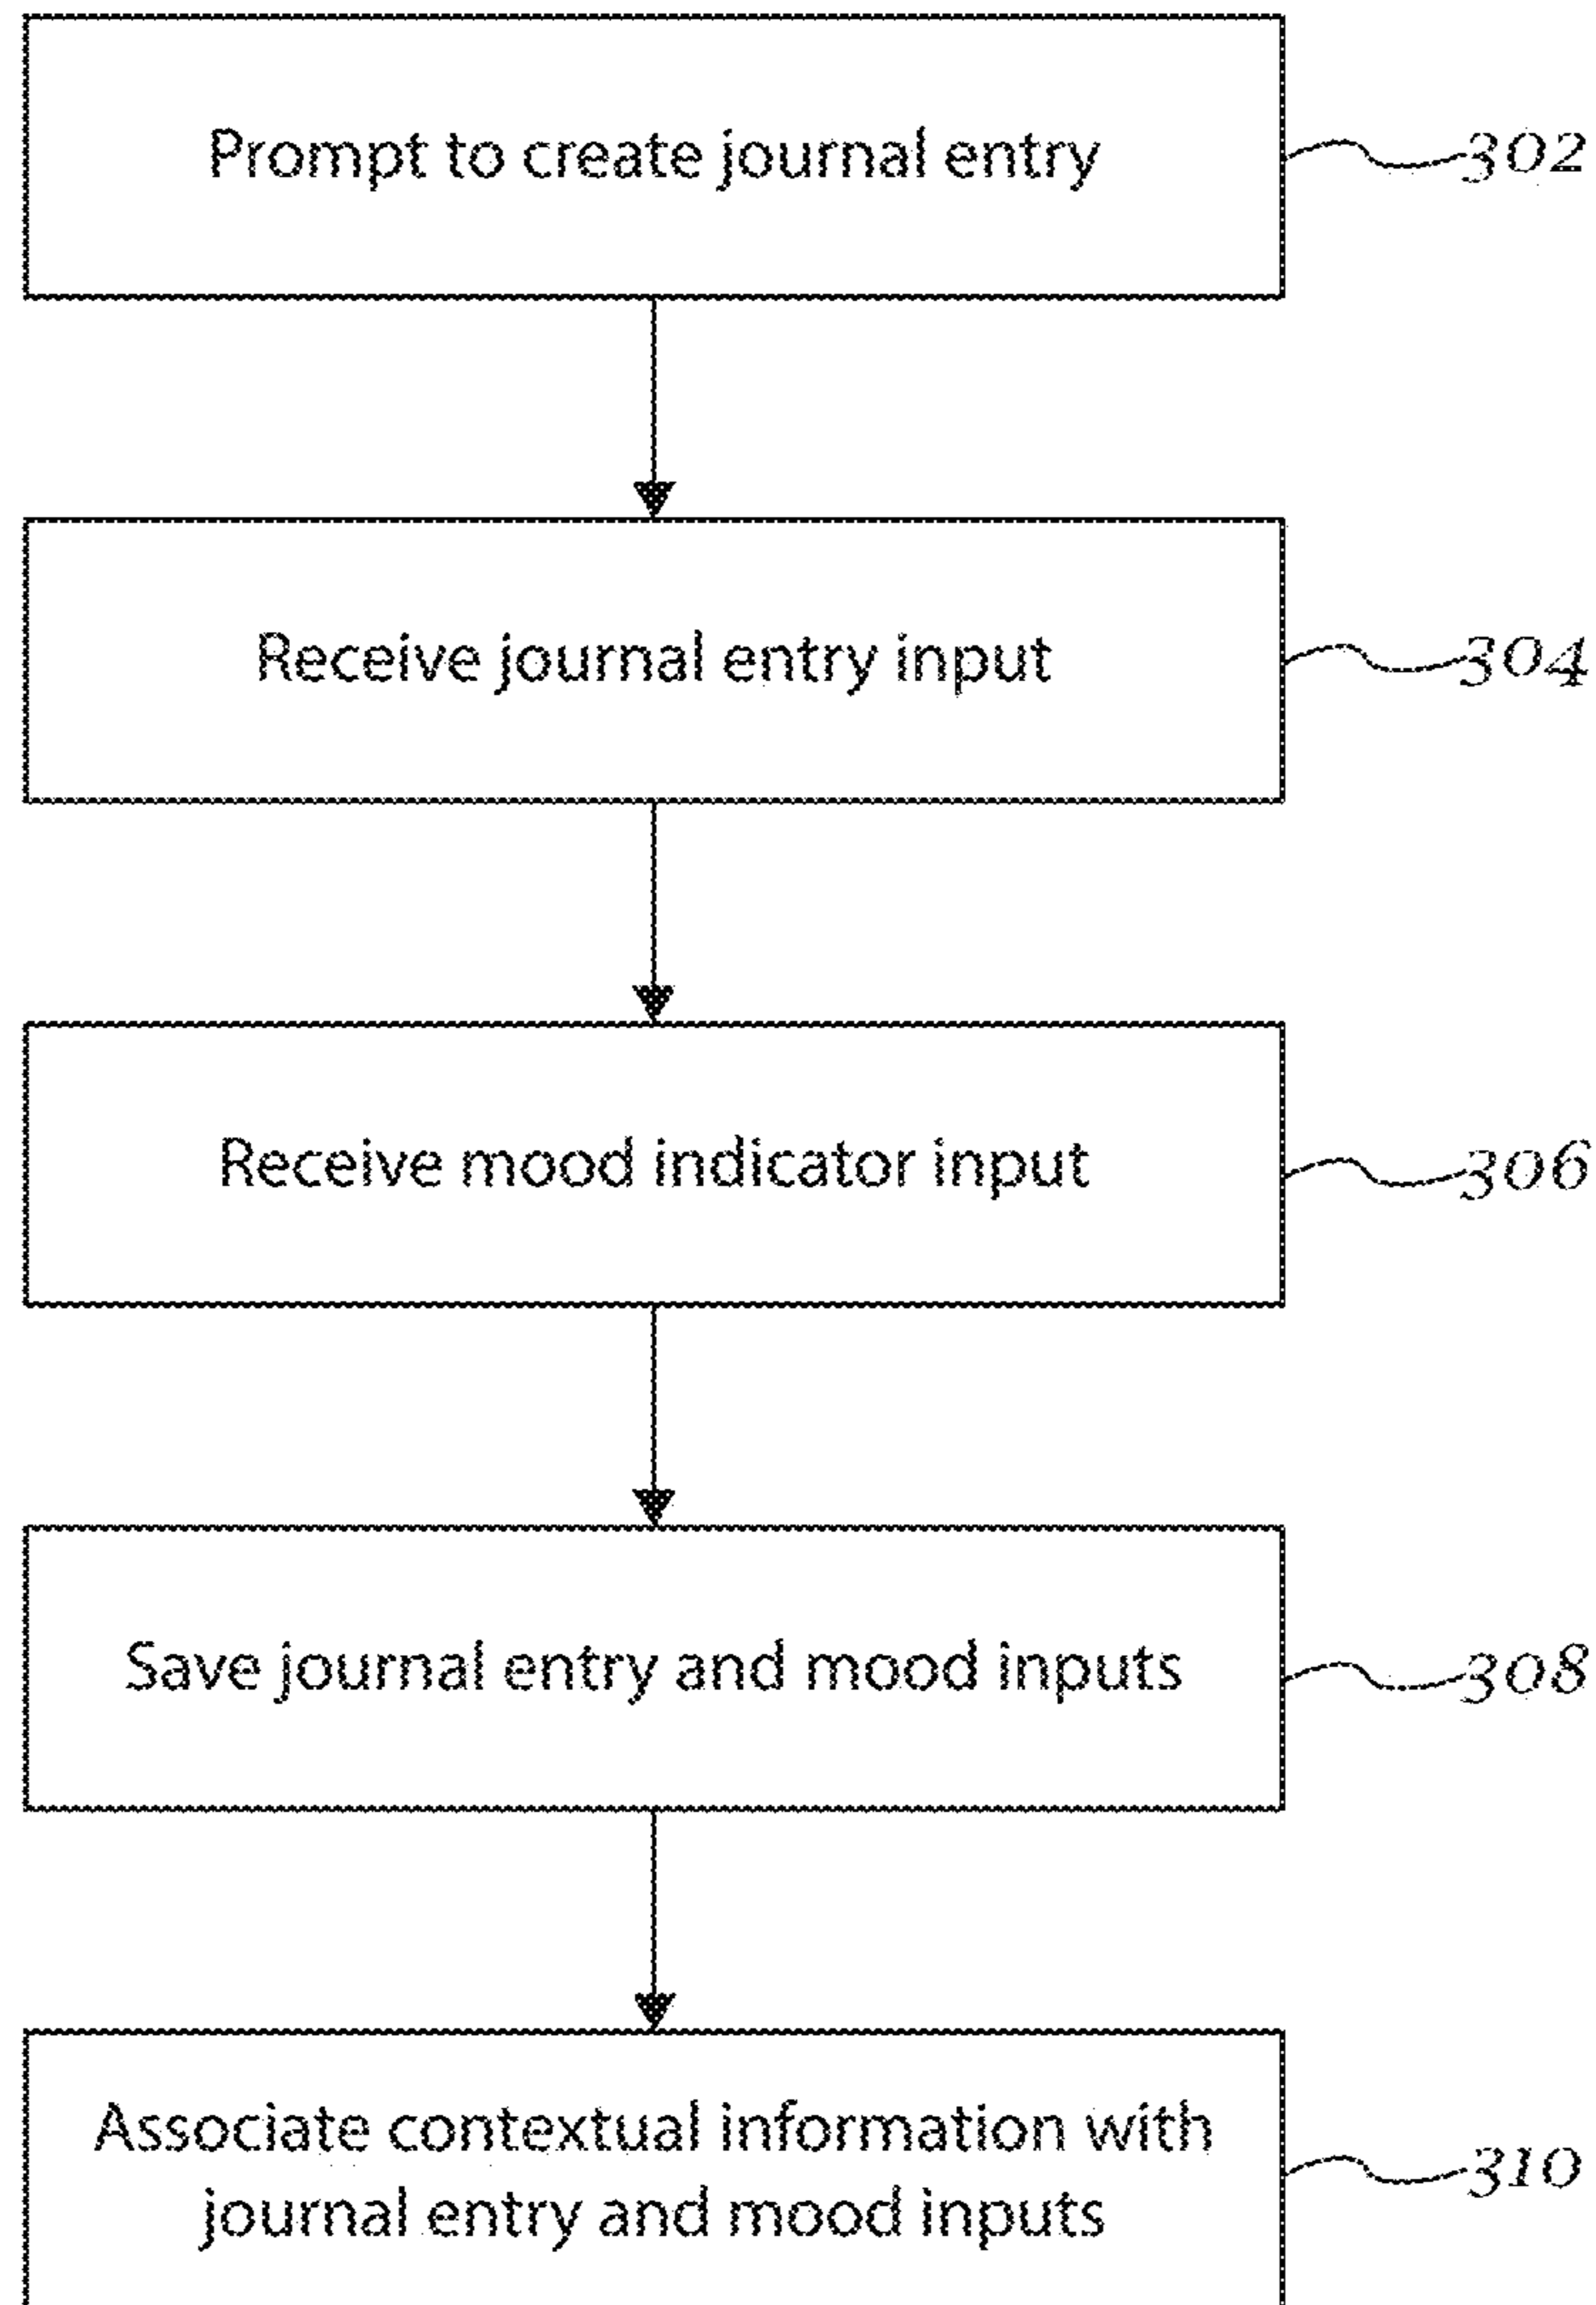 Prompt to create journal entry
302
Receive journal entry input
304
Receive mood indicator input
306
Save journal entry and mood inputs
308
Associate contextual information with
journal entry and mood inputs
310